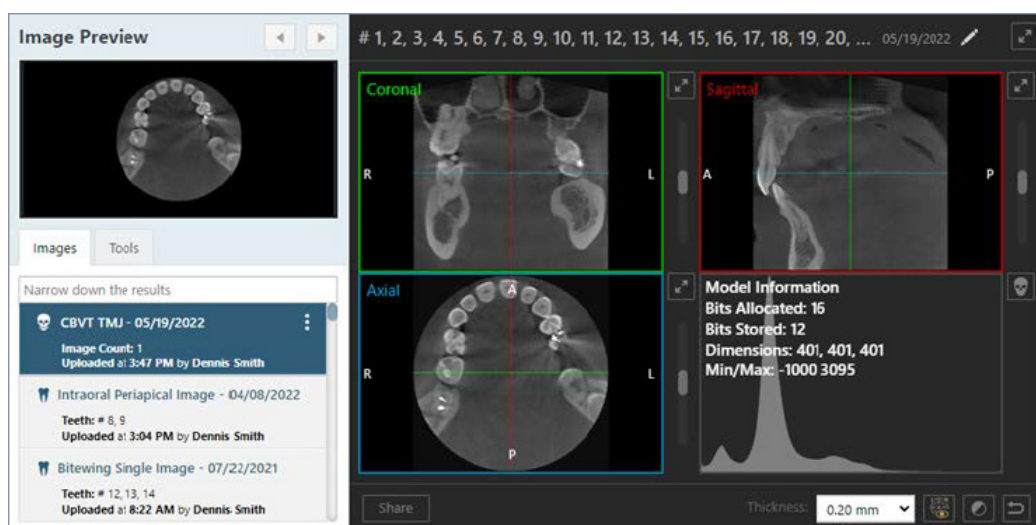 Image Preview
Images
Tools
Narrow down the results
CBVT TMJ - 05/19/2022
Image Count: 1
Uploaded at 3:47 PM by Dennis Smith
Intraoral Periapical Image - 04/08/2022
Teeth: # 8, 9
Uploaded at 3:04 PM by Dennis Smith
Bitewing Single Image - 07/22/2021
Teeth: # 12, 13, 14
Uploaded at 8:22 AM by Dennis Smith
# 1, 2, 3, 4, 5, 6, 7, 8, 9, 10, 11, 12, 13, 14, 15, 16, 17, 18, 19, 20, ... 05/19/2022
Coronal
R
L
Sagittal
A
P
Axial
A
R
L
P
Model Information
Bits Allocated: 16
Bits Stored: 12
Dimensions: 401, 401, 401
Min/Max: -1000 3095
Share
Thickness: 0.20 mm